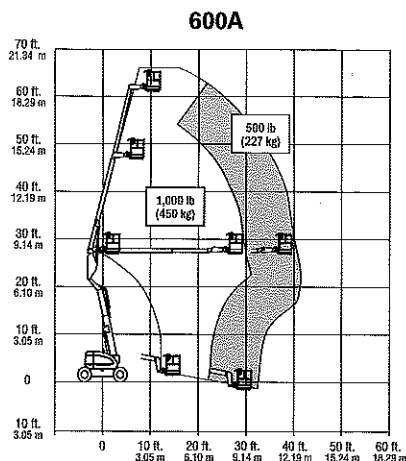 600A
70 ft.
21.34 m
60 ft.
18.29 m
50 ft.
15.24 m
40 ft.
12.19 m
30 ft.
9.14 m
20 ft.
6.10 m
10 ft.
3.05 m
0
10 ft.
3.05 m
500 lb
(227 kg)
1,000 lb
(450 kg)
0 10 ft. 20 ft. 30 ft. 40 ft. 50 ft. 60 ft.
3.05 m 6.10 m 9.14 m 12.19 m 15.24 m 18.29 m